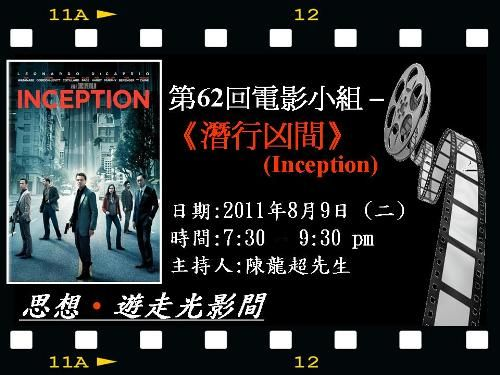 11A 12
LEONARDO DiCAPRIO
INCEPTION
第62回電影小組–
《潛行凶間》
(Inception)
日期:2011年8月9日 (二)
時間:7:30 – 9:30 pm
主持人:陳龍超先生
思想•遊走光影間
11A 12